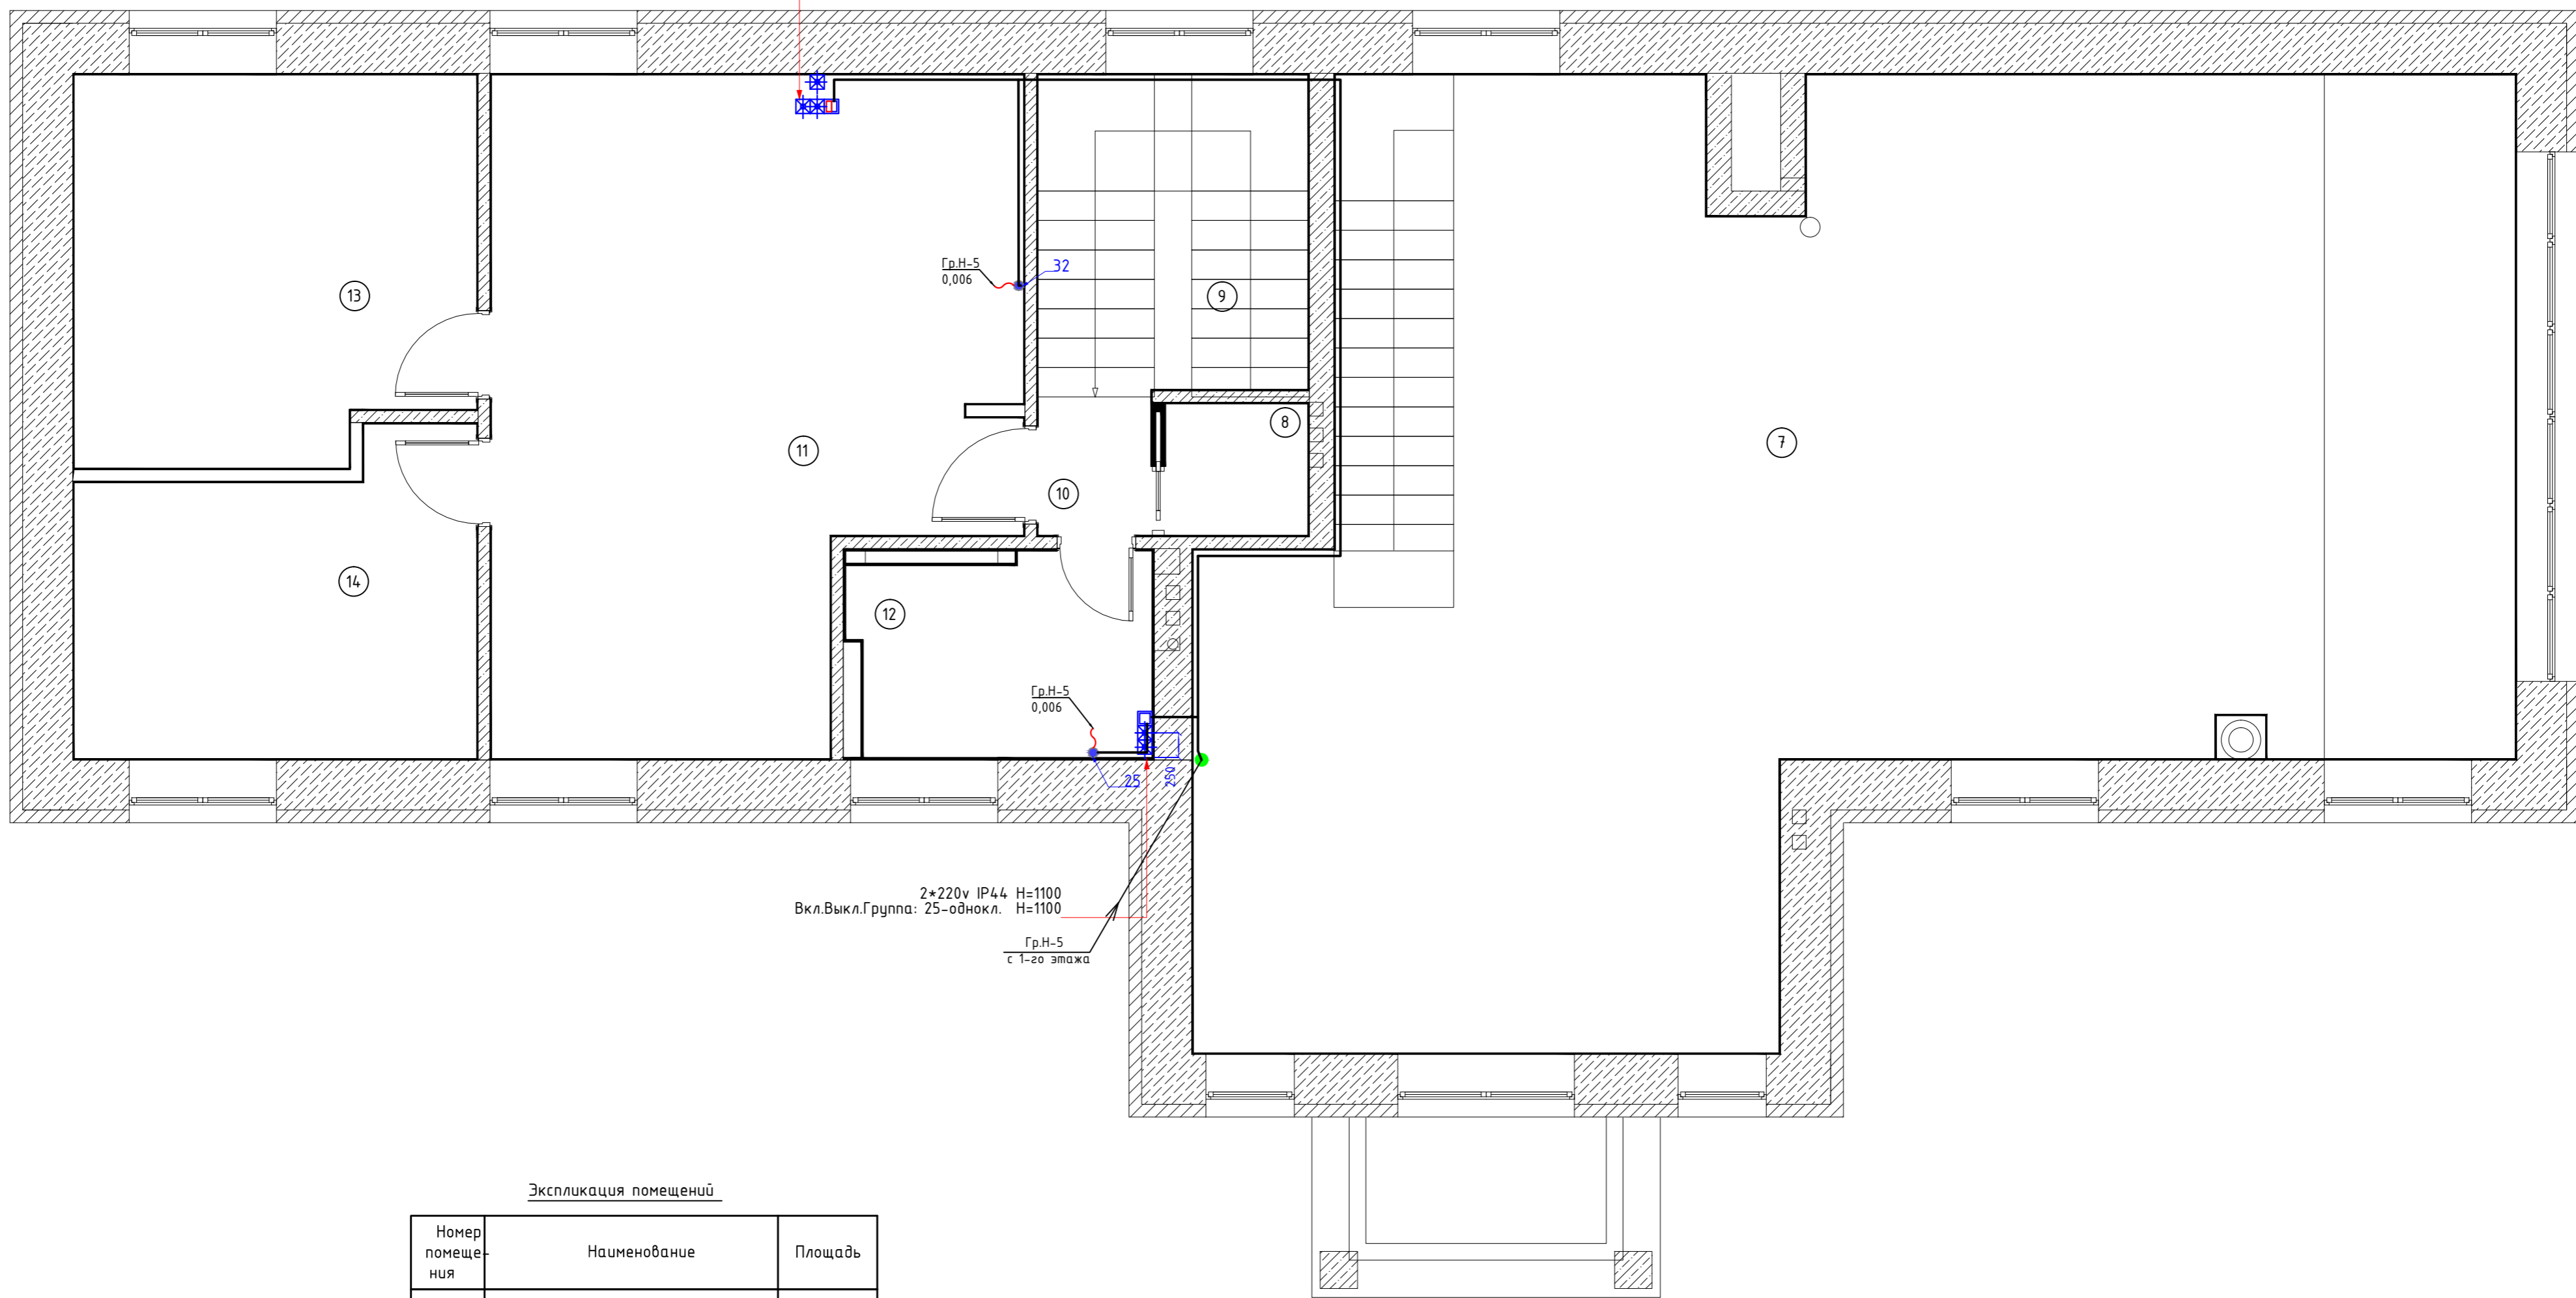 Гр.Н-5
0,006
32
13
9
8
11
7
10
14
12
Гр.Н-5
0,006
25
250
2*220v IP44 H=1100
Вкл.Выкл.Группа: 25-однокл. H=1100
Гр.Н-5
с 1-го этажа
Экспликация помещений
Номер
помеще-
ния
Наименование
Площадь